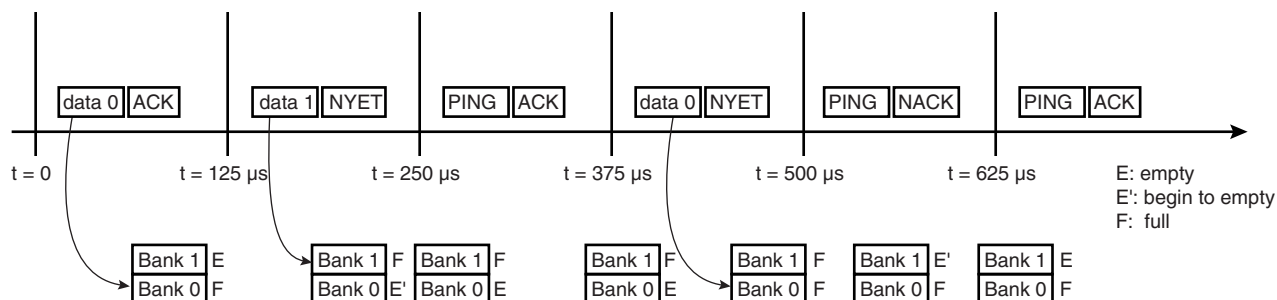 data 0 ACK data 1 NYET PING ACK data 0 NYET PING NACK PING ACK
t = 0 t = 125 µs t = 250 µs t = 375 µs t = 500 µs t = 625 µs E: empty
E': begin to empty
F: full
Bank 1 E Bank 1 F Bank 1 F Bank 1 F Bank 1 F Bank 1 E' Bank 1 E
Bank 0 F Bank 0 E' Bank 0 E Bank 0 E Bank 0 F Bank 0 F Bank 0 F